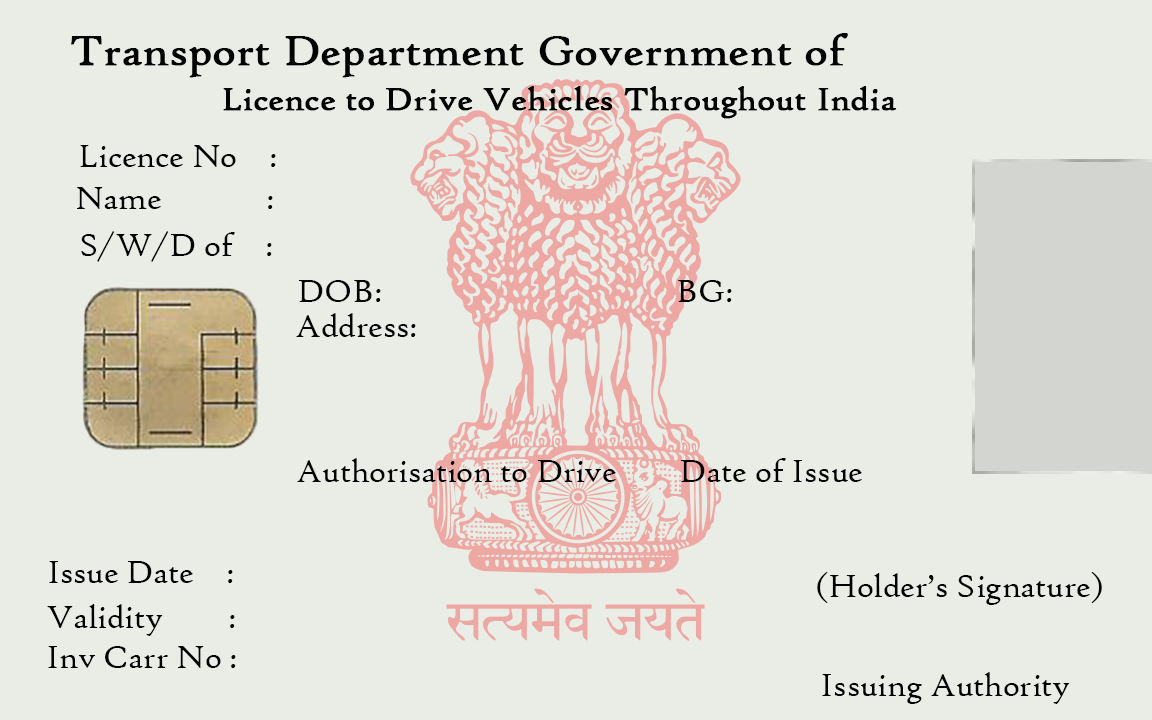 Transport Department Government of
Licence to Drive Vehicles Throughout India
Licence No :
Name :
S/W/D of :
DOB: BG:
Address:
Authorisation to Drive Date of Issue
Issue Date :
(Holder's Signature)
Validity :
सत्यमेव जयते
Inv Carr No :
Issuing Authority